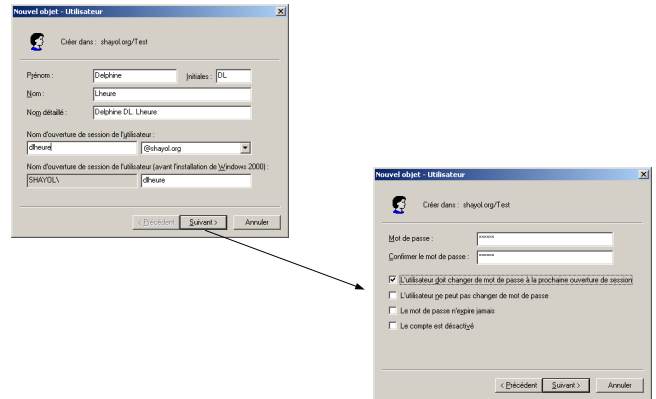 Nouvel objet - Utilisateur
Créer dans : shayol.org/Test
Prénom : Delphine Initiales : DL
Nom : Lheure
Nom détaillé : Delphine DL. Lheure
Nom d'ouverture de session de l'utilisateur :
dlheure @shayol.org
Nom d'ouverture de session de l'utilisateur (avant l'installation de Windows 2000) :
SHAYOL\ dlheure
< Précédent Suivant > Annuler
Nouvel objet - Utilisateur
Créer dans : shayol.org/Test
Mot de passe : ******
Confirmer le mot de passe : ******
L'utilisateur doit changer de mot de passe à la prochaine ouverture de session
L'utilisateur ne peut pas changer de mot de passe
Le mot de passe n'expire jamais
Le compte est désactivé
< Précédent Suivant > Annuler